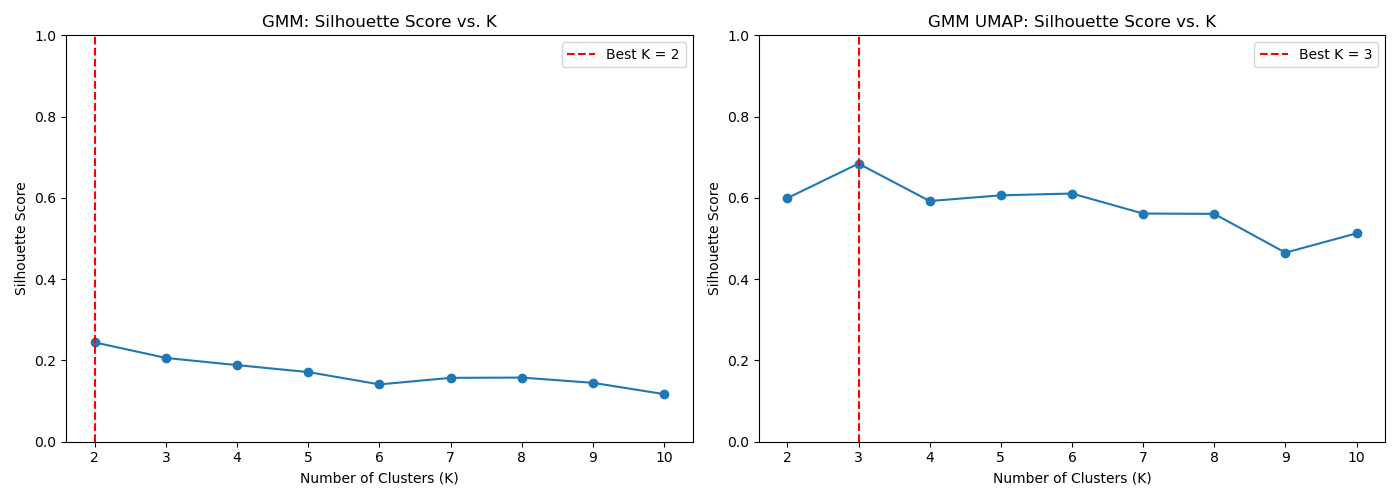 GMM: Silhouette Score vs. K
Best K = 2
1.0
0.8
0.6
0.4
0.2
0.0
Silhouette Score
2 3 4 5 6 7 8 9 10
Number of Clusters (K)
GMM UMAP: Silhouette Score vs. K
Best K = 3
1.0
0.8
0.6
0.4
0.2
0.0
Silhouette Score
2 3 4 5 6 7 8 9 10
Number of Clusters (K)